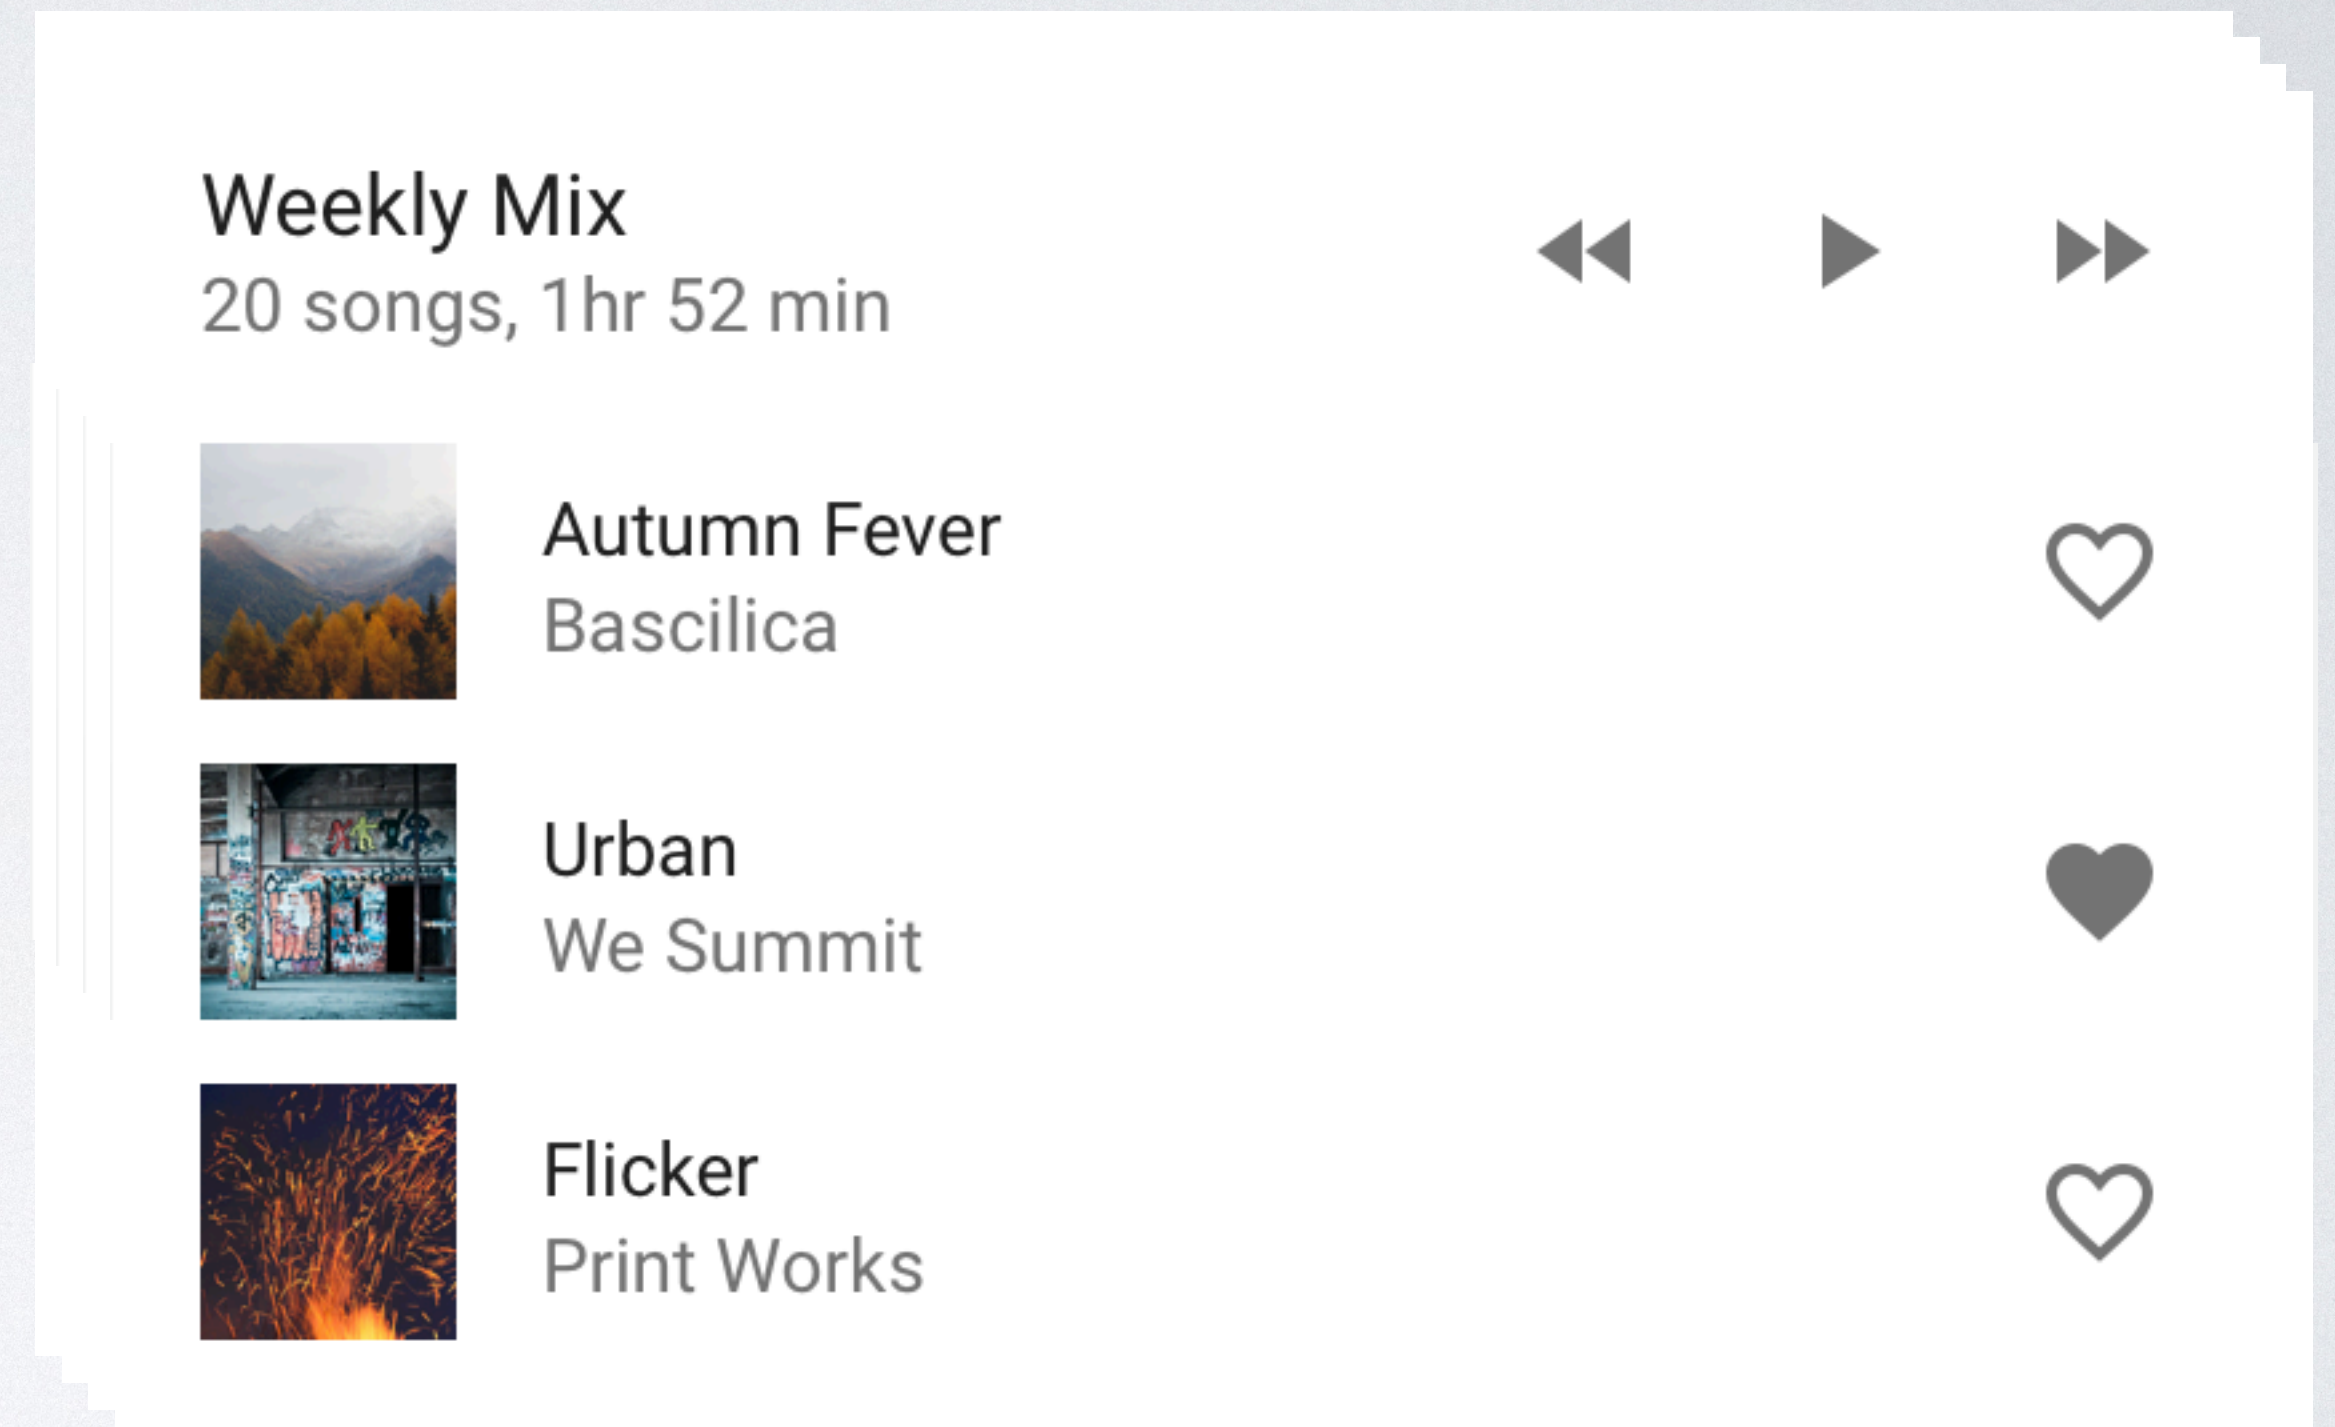 Weekly Mix
20 songs, 1hr 52 min
Autumn Fever
Bascilica
Urban
We Summit
Flicker
Print Works